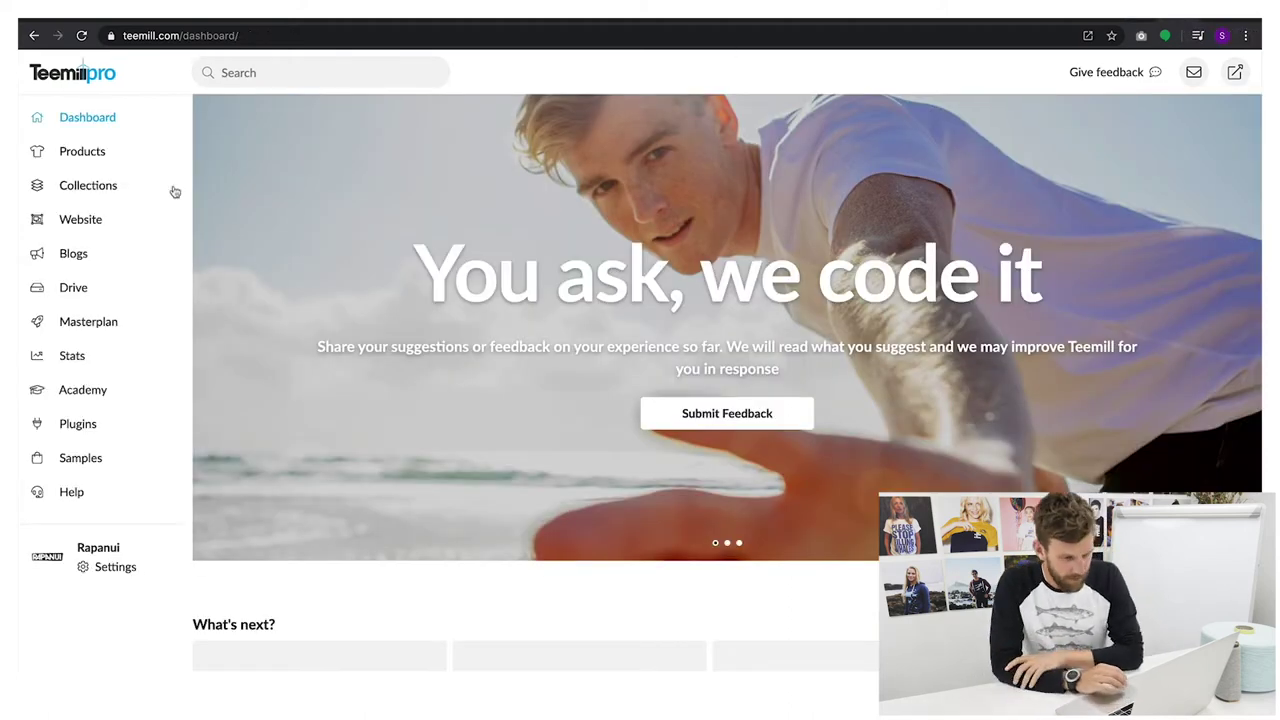 teemill.com/dashboard/
S
Teemillpro
Search
Give feedback
Dashboard
Products
Collections
Website
Blogs
Drive
Masterplan
Stats
Academy
Plugins
Samples
Help
RAPANUI
Rapanui
Settings
You ask, we code it
Share your suggestions or feedback on your experience so far. We will read what you suggest and we may improve Teemill for
you in response
Submit Feedback
What's next?
PLEASE
STOP
KILLING